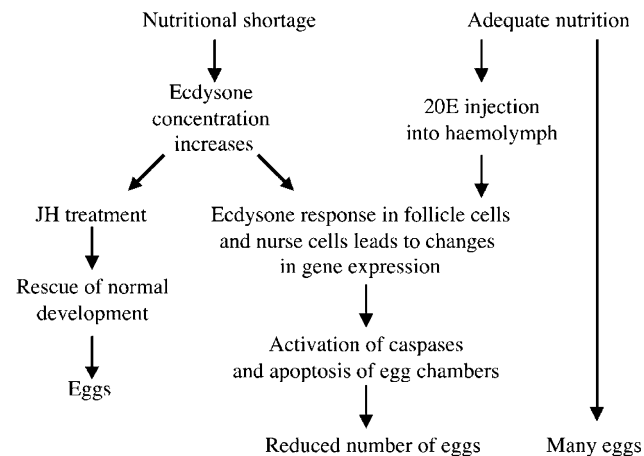 Nutritional shortage
Adequate nutrition
Ecdysone
concentration
increases
20E injection
into haemolymph
JH treatment
Ecdysone response in follicle cells
and nurse cells leads to changes
in gene expression
Rescue of normal
development
Activation of caspases
and apoptosis of egg chambers
Eggs
Reduced number of eggs
Many eggs